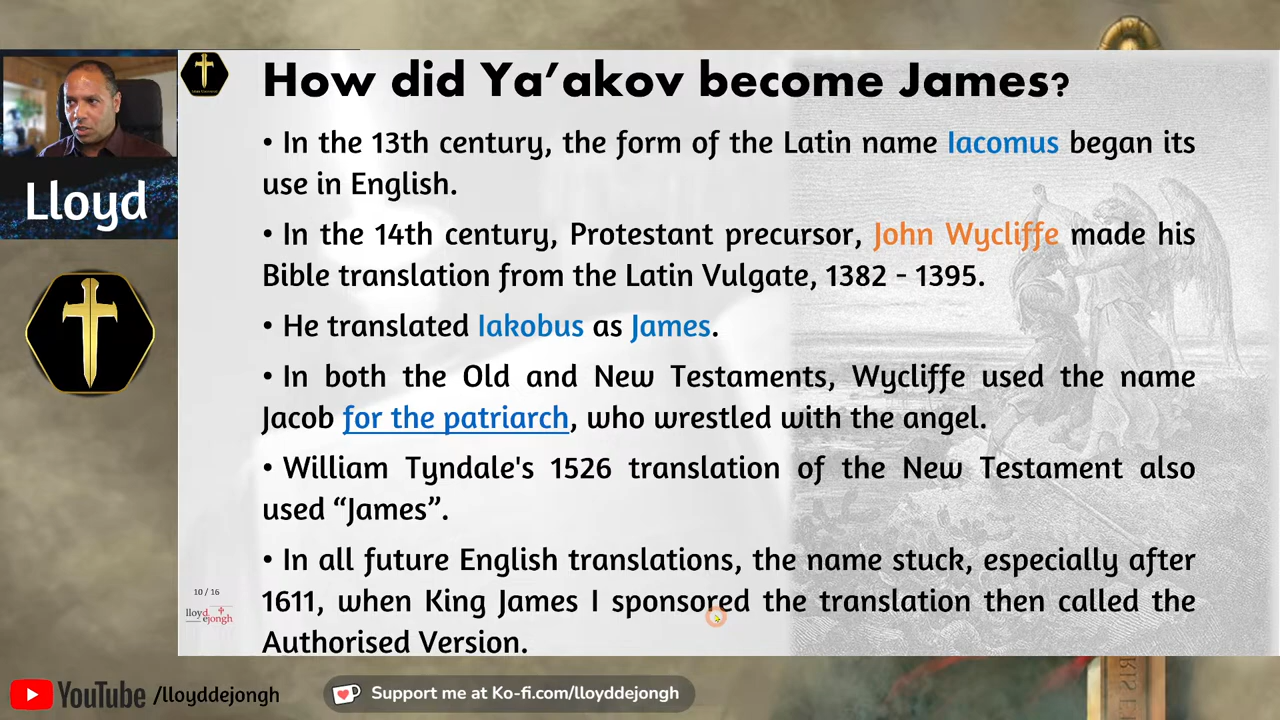 How did Ya’akov become James?
• In the 13th century, the form of the Latin name Iacomus began its
use in English.
• In the 14th century, Protestant precursor, John Wycliffe made his
Bible translation from the Latin Vulgate, 1382 - 1395.
• He translated Iakobus as James.
• In both the Old and New Testaments, Wycliffe used the name
Jacob for the patriarch, who wrestled with the angel.
• William Tyndale's 1526 translation of the New Testament also
used “James”.
• In all future English translations, the name stuck, especially after
1611, when King James I sponsored the translation then called the
Authorised Version.
Lloyd
10 / 16
lloyd
dejongh
YouTube /lloyddejongh
Support me at Ko-fi.com/lloyddejongh